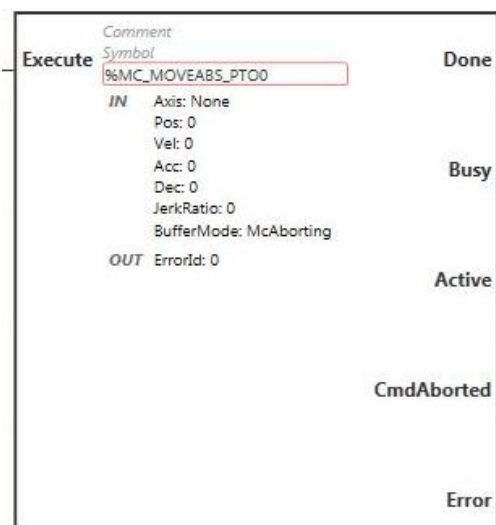 Comment
Execute Symbol Done
%MC_MOVEABS_PTO0
IN Axis: None
Pos: 0
Vel: 0
Acc: 0 Busy
Dec: 0
JerkRatio: 0
BufferMode: McAborting
OUT ErrorId: 0
Active
CmdAborted
Error